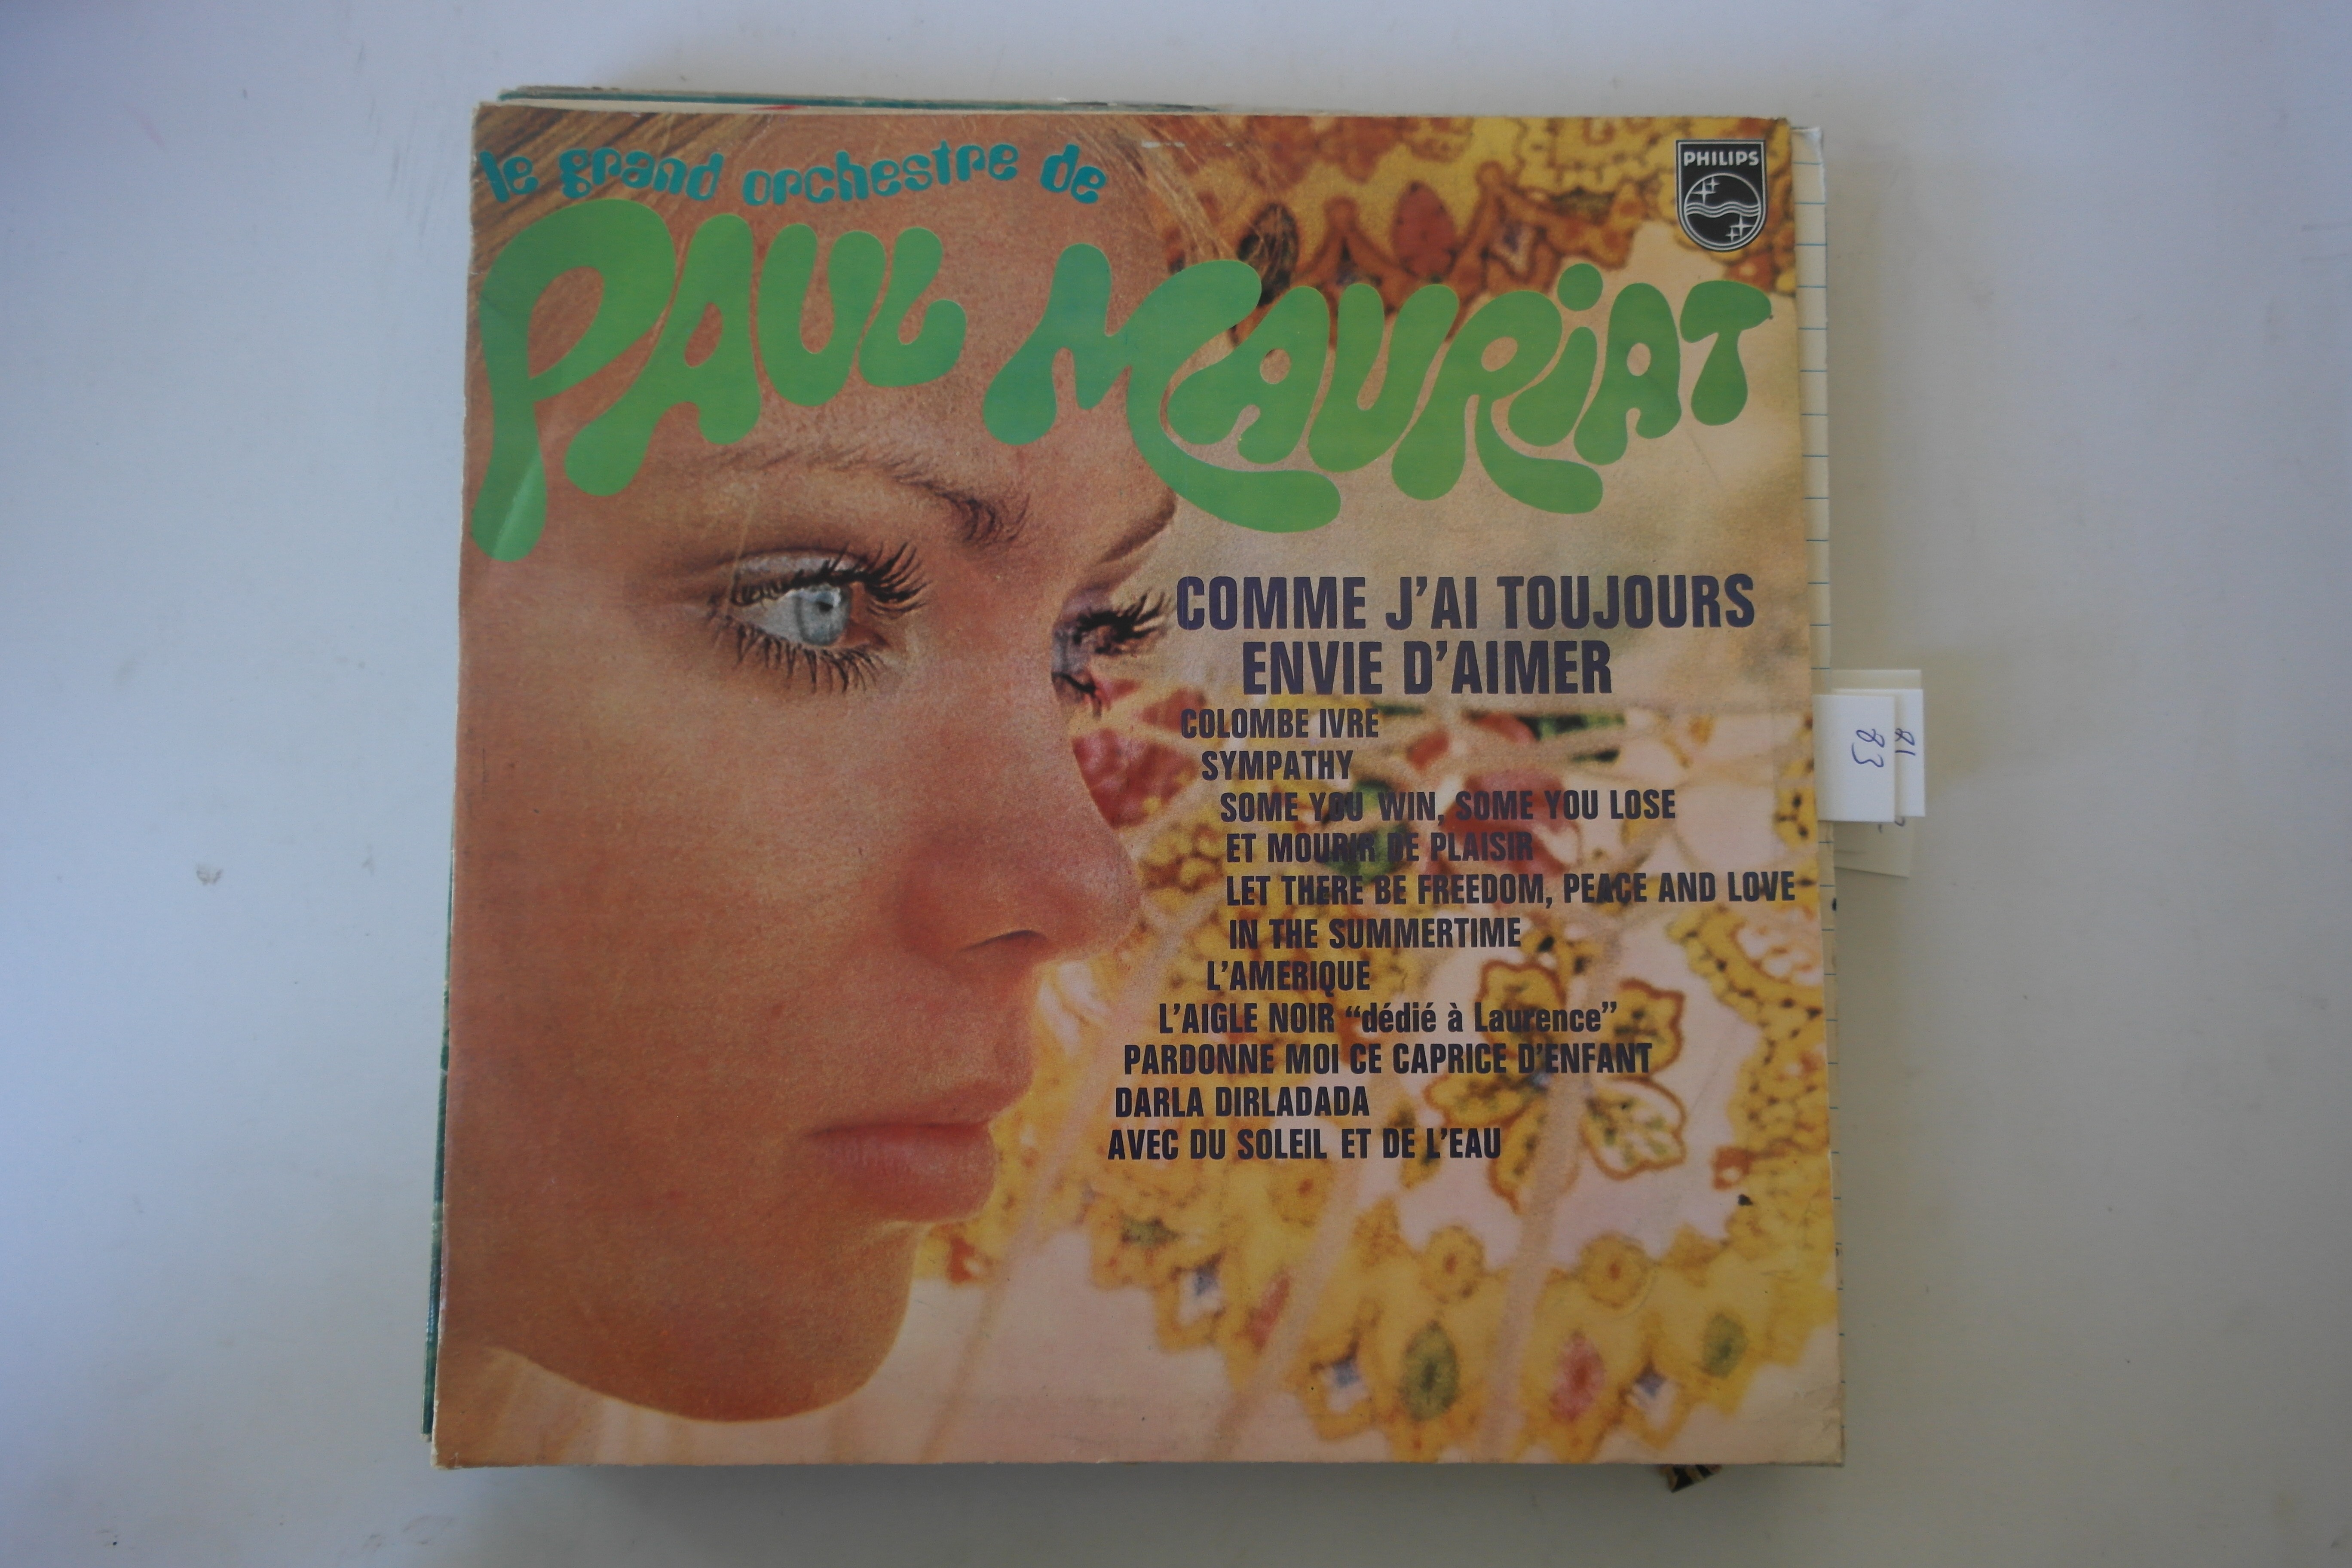 le grand orchestre de
PHILIPS
PAUL MAURiAT
COMME J'AI TOUJOURS
ENVIE D'AIMER
COLOMBE IVRE
SYMPATHY
SOME YOU WIN, SOME YOU LOSE
ET MOURIR DE PLAISIR
LET THERE BE FREEDOM, PEACE AND LOVE
IN THE SUMMERTIME
L'AMERIQUE
L'AIGLE NOIR “dédié à Laurence”
PARDONNE MOI CE CAPRICE D'ENFANT
DARLA DIRLADADA
AVEC DU SOLEIL ET DE L'EAU
83